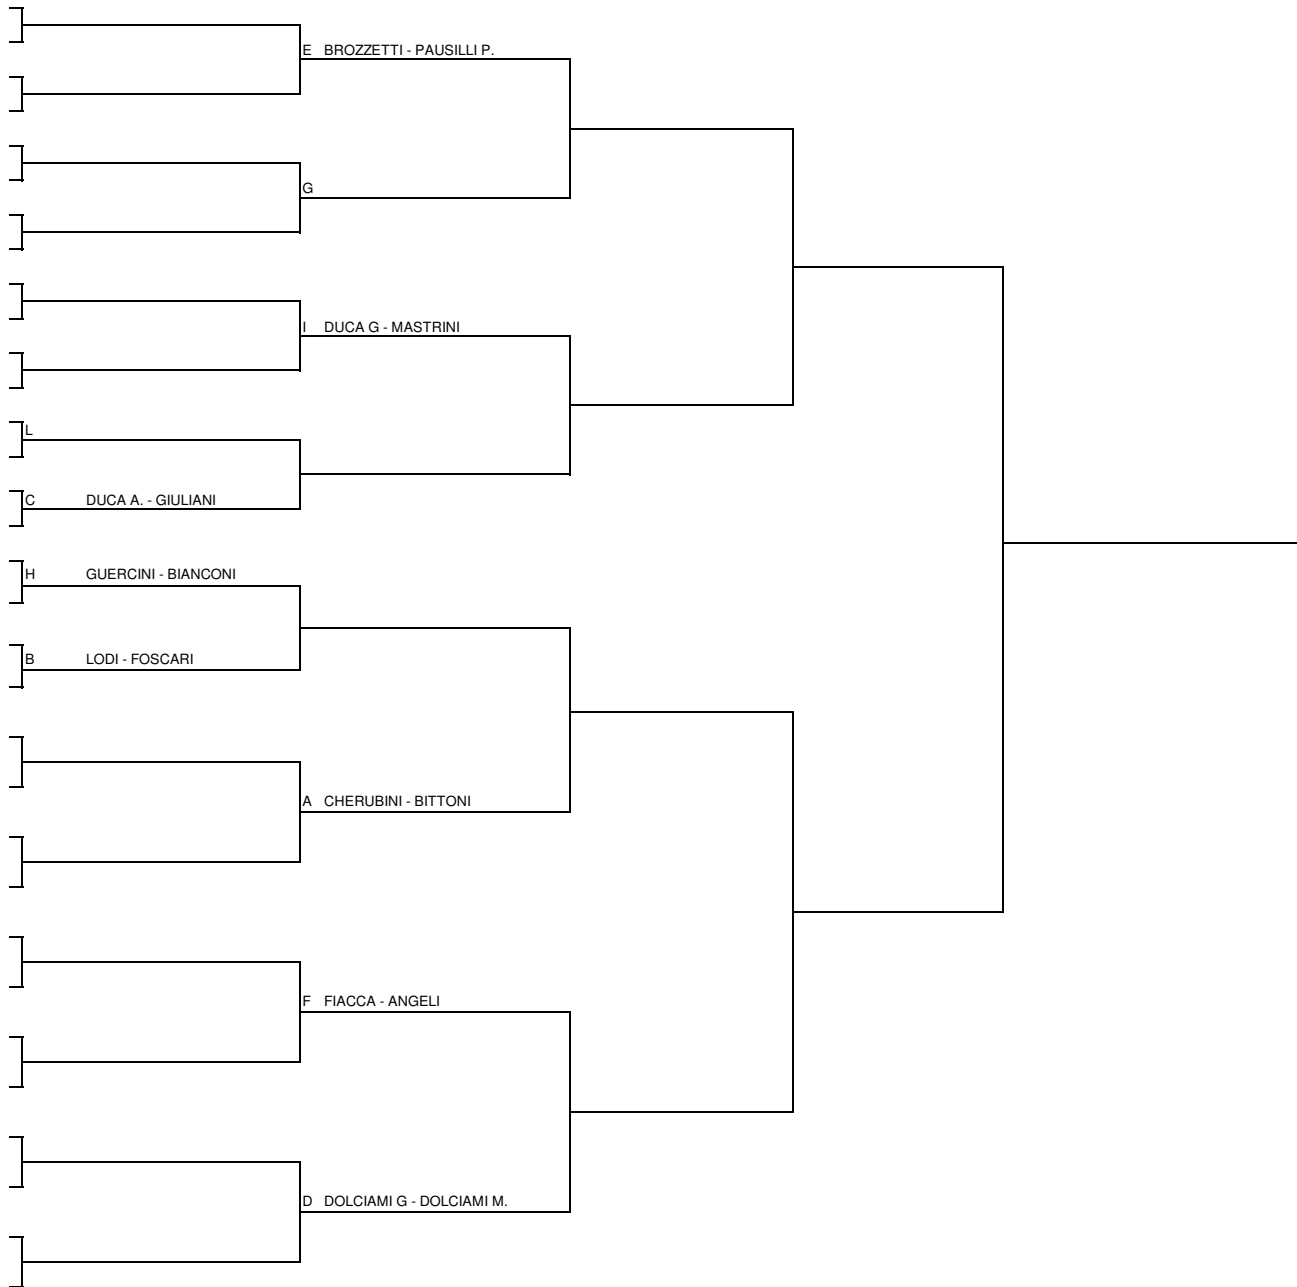 E BROZZETTI - PAUSILLI P.
G
I DUCA G - MASTRINI
L
C DUCA A. - GIULIANI
H GUERCINI - BIANCONI
B LODI - FOSCARI
A CHERUBINI - BITTONI
F FIACCA - ANGELI
D DOLCIAMI G - DOLCIAMI M.